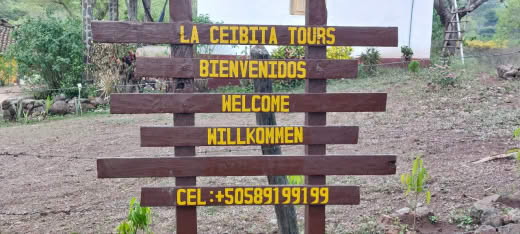 LA CEIBITA TOURS
BIENVENIDOS
WELCOME
WILLKOMMEN
CEL:+50589199199